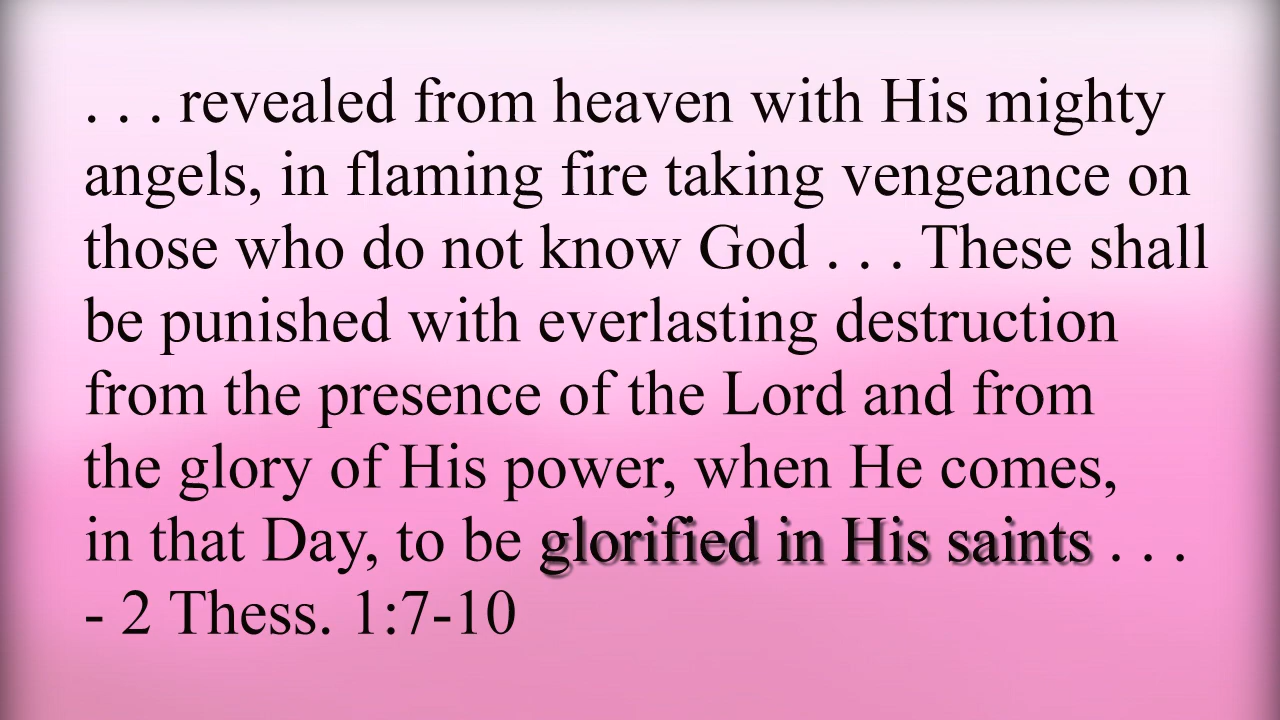 . . . revealed from heaven with His mighty
angels, in flaming fire taking vengeance on
those who do not know God . . . These shall
be punished with everlasting destruction
from the presence of the Lord and from
the glory of His power, when He comes,
in that Day, to be glorified in His saints . . .
- 2 Thess. 1:7-10